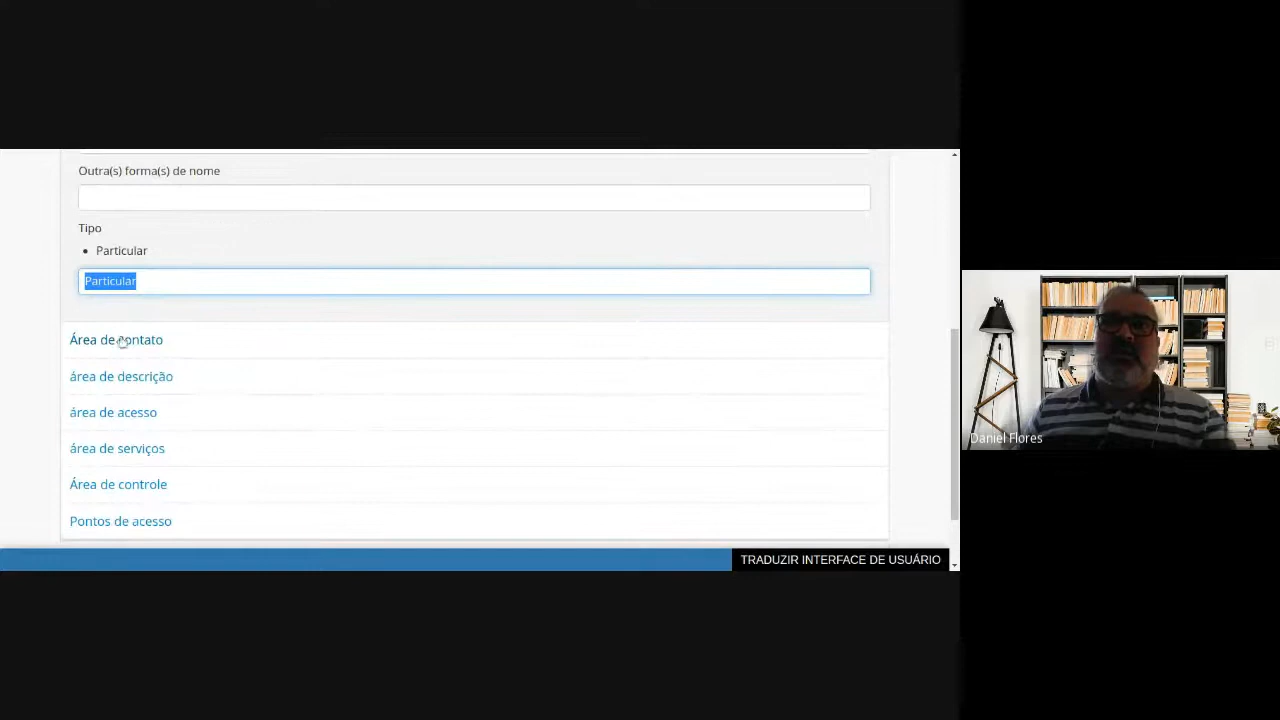 Outra(s) forma(s) de nome
Tipo
Particular
Particular
Área de contato
área de descrição
área de acesso
área de serviços
Área de controle
Pontos de acesso
TRADUZIR INTERFACE DE USUÁRIO
Daniel Flores